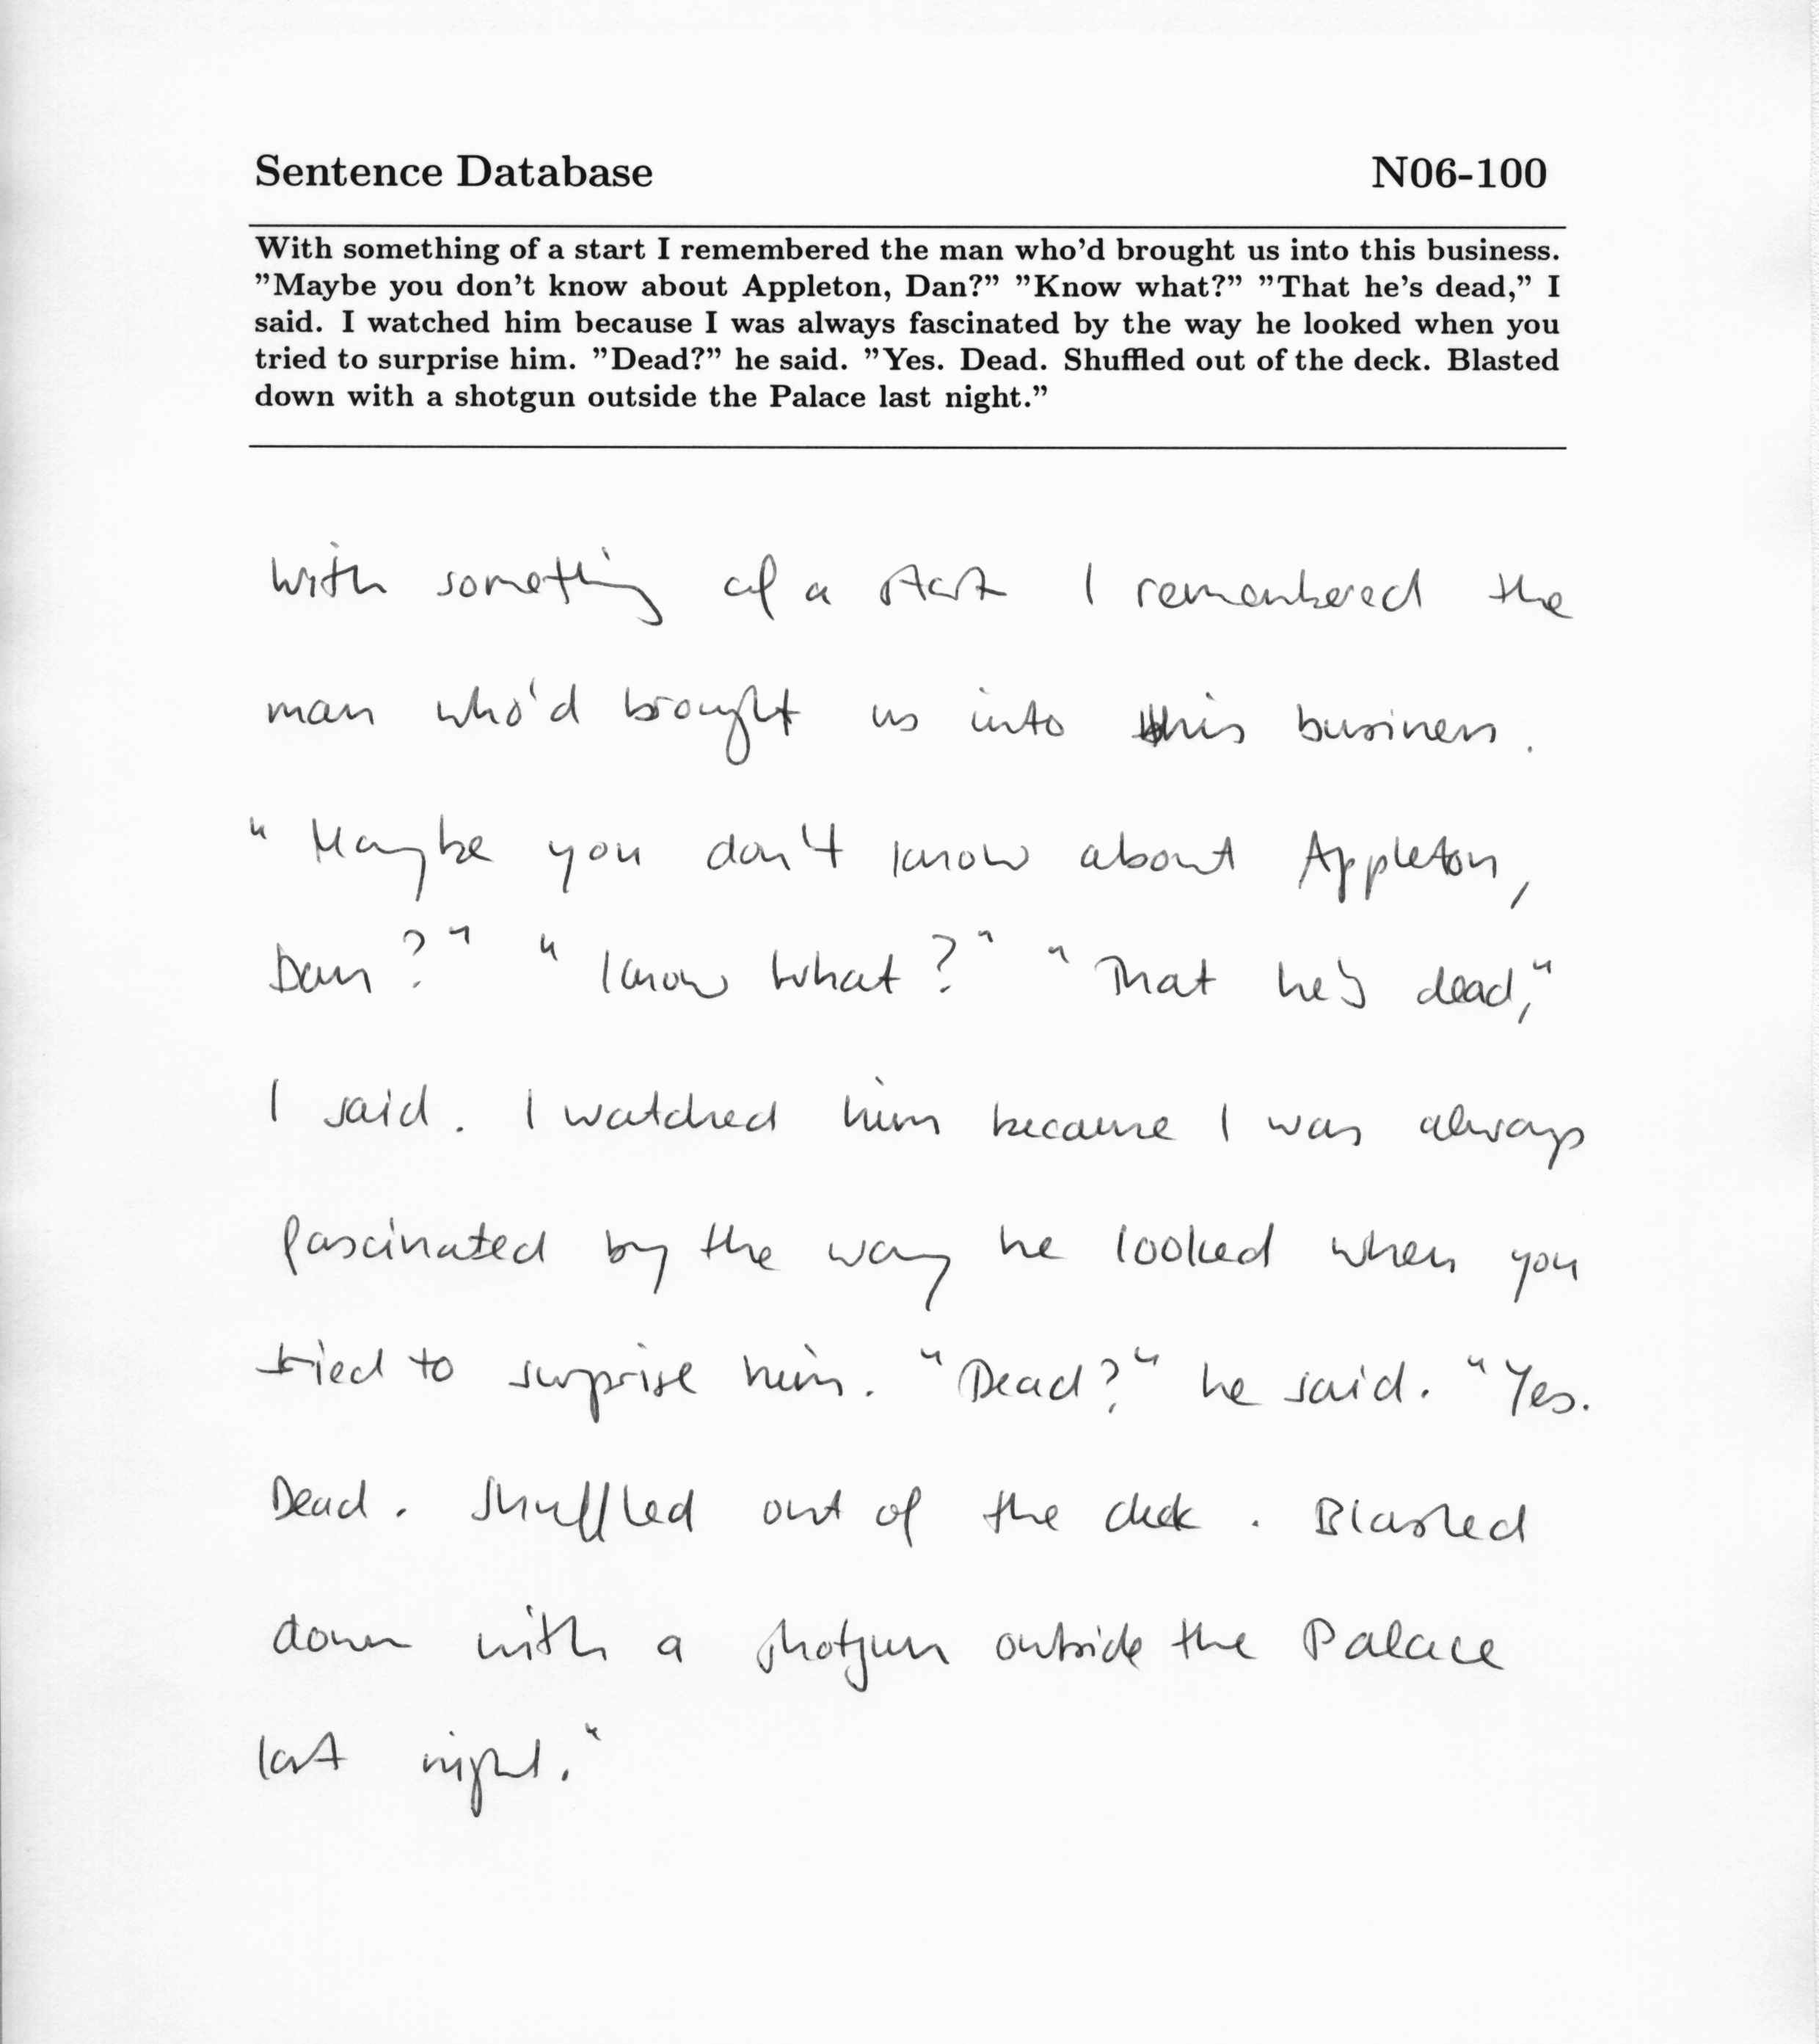 Sentence Database N06-100
With something of a start I remembered the man who'd brought us into this business.
"Maybe you don't know about Appleton, Dan?" "Know what?" "That he's dead," I
said. I watched him because I was always fascinated by the way he looked when you
tried to surprise him. "Dead?" he said. "Yes. Dead. Shuffled out of the deck. Blasted
down with a shotgun outside the Palace last night."
With something of a start I remembered the
man who'd brought us into this business.
"Maybe you don't know about Appleton,
Dan?" "Know what?" "That he's dead,"
I said. I watched him because I was always
fascinated by the way he looked when you
tried to surprise him. "Dead?" he said. "Yes.
Dead. Shuffled out of the deck. Blasted
down with a shotgun outside the Palace
last night."